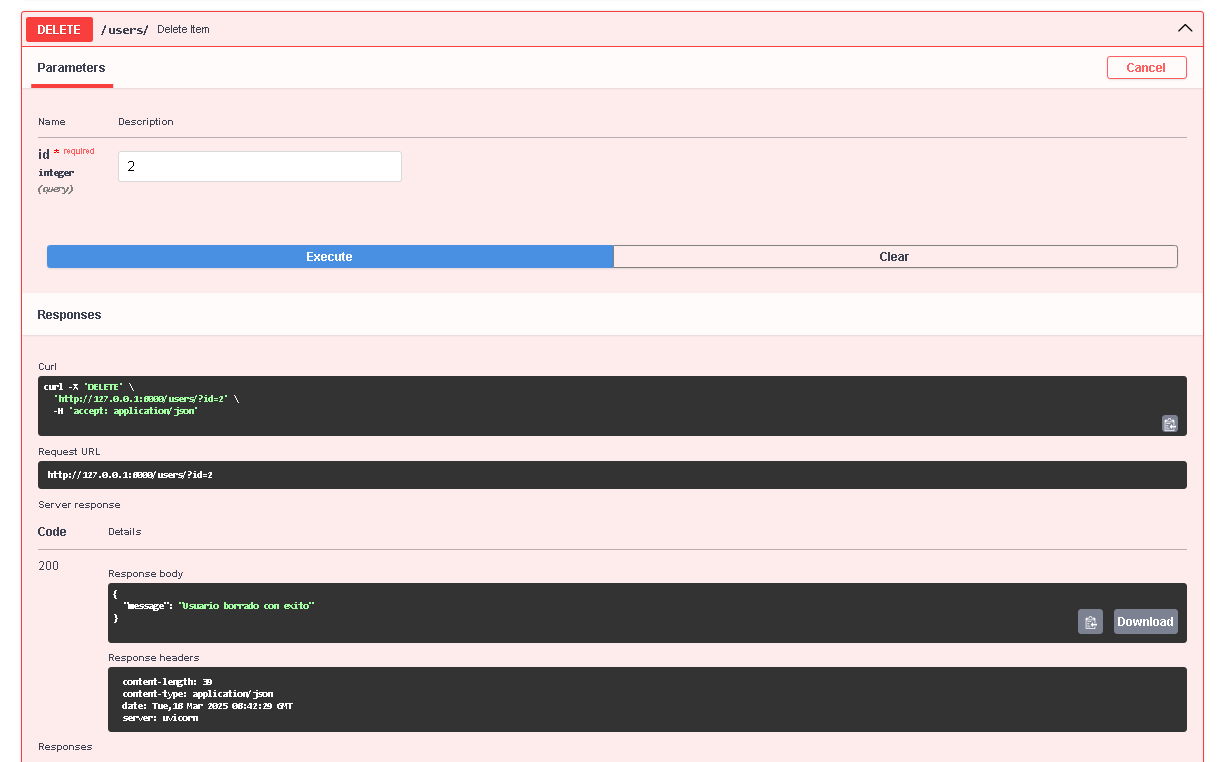 DELETE /users/ Delete Item
Parameters
Cancel
Name Description
id * required
integer
(query)
2
Execute Clear
Responses
Curl
curl -X 'DELETE' \
'http://127.0.0.1:8000/users/?id=2' \
-H 'accept: application/json'
Request URL
http://127.0.0.1:8000/users/?id=2
Server response
Code Details
200
Response body
{
"message": "Usuario borrado con exito"
}
Download
Response headers
content-length: 39
content-type: application/json
date: Tue,18 Mar 2025 08:42:29 GMT
server: uvicorn
Responses